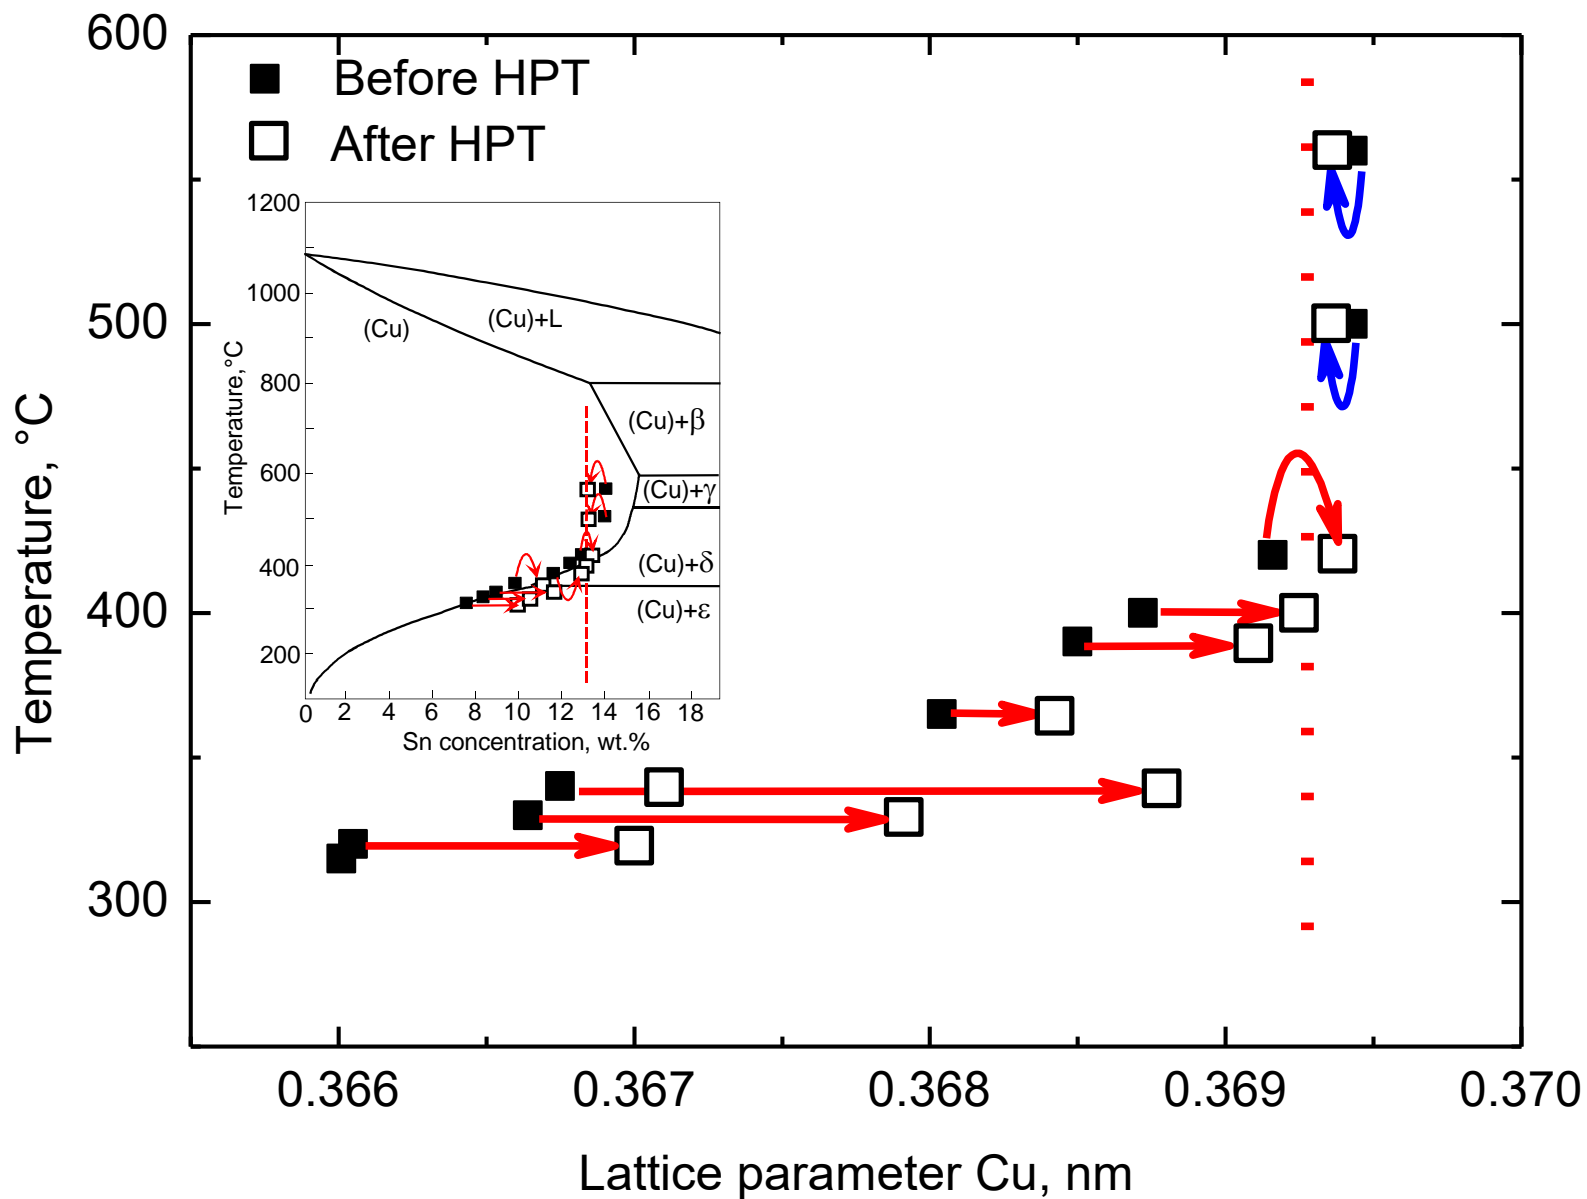 600
500
400
300
Temperature, °C
Before HPT
After HPT
1200
1000
800
600
400
200
Temperature,°C
(Cu)
(Cu)+L
(Cu)+β
(Cu)+γ
(Cu)+δ
(Cu)+ε
0 2 4 6 8 10 12 14 16 18
Sn concentration, wt.%
0.366 0.367 0.368 0.369 0.370
Lattice parameter Cu, nm